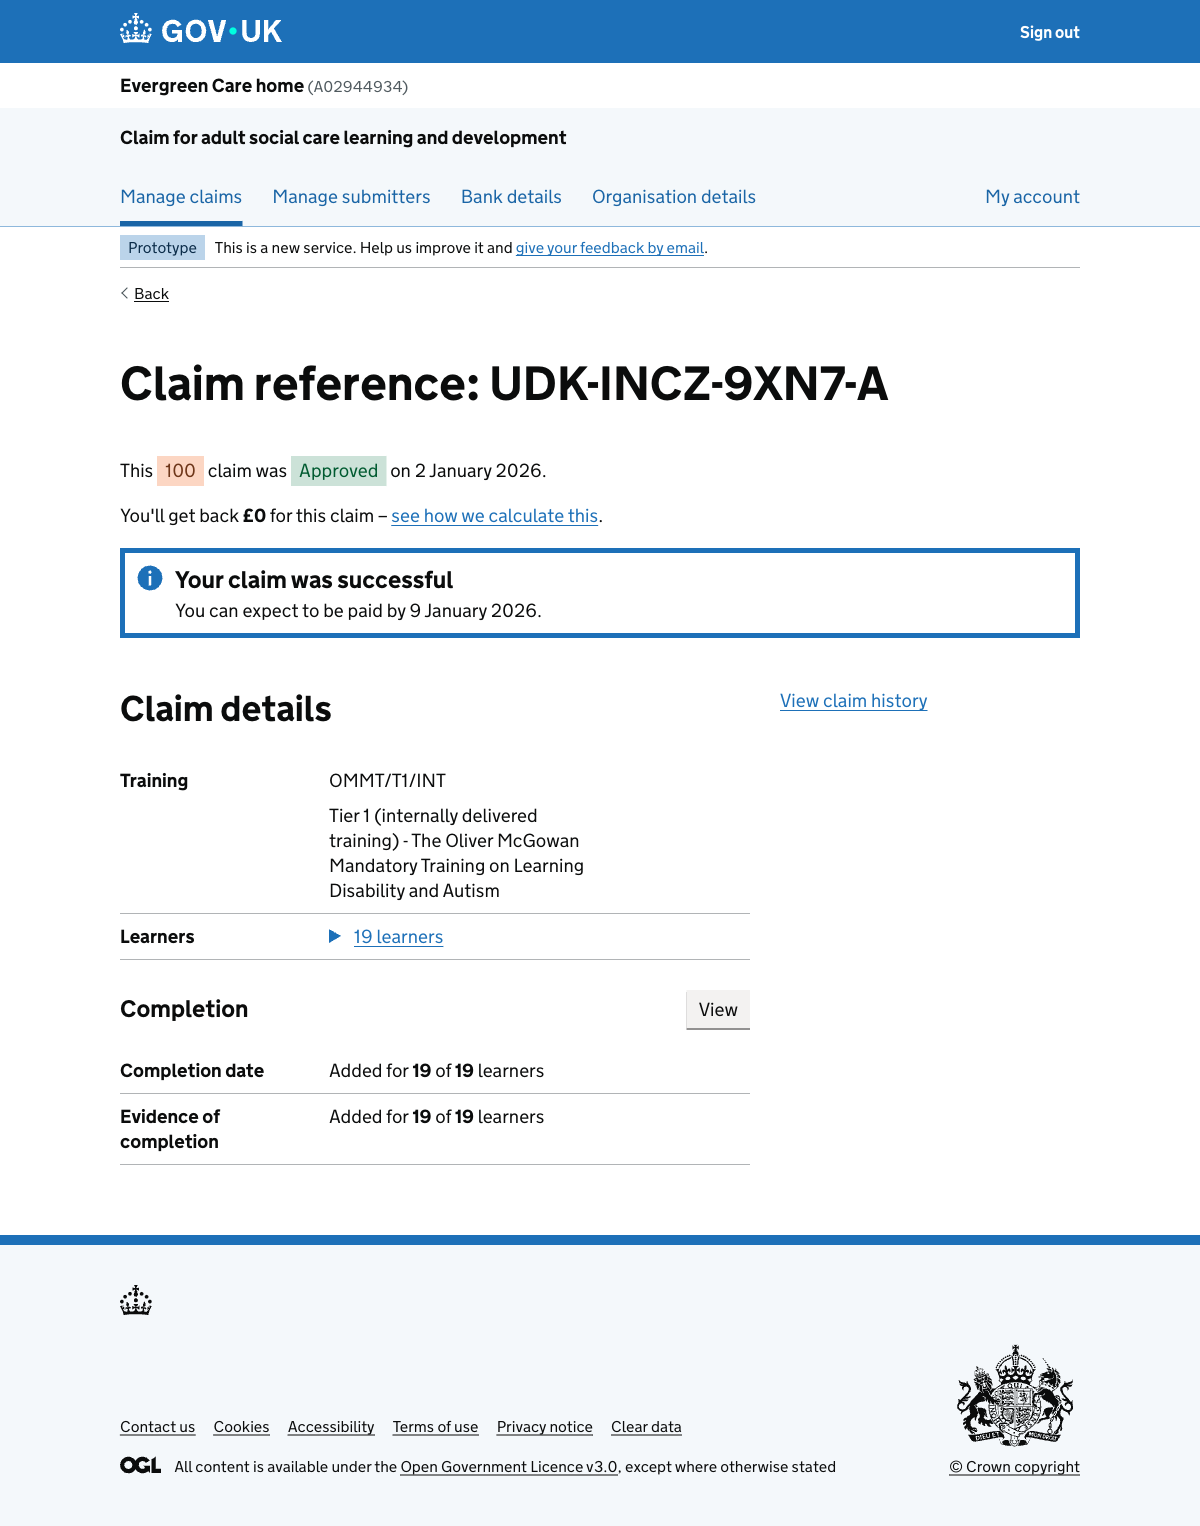 GOV·UK
Sign out
Evergreen Care home (A02944934)
Claim for adult social care learning and development
Manage claims Manage submitters Bank details Organisation details My account
Prototype This is a new service. Help us improve it and give your feedback by email.
Back
Claim reference: UDK-INCZ-9XN7-A
This 100 claim was Approved on 2 January 2026.
You'll get back £0 for this claim – see how we calculate this.
Your claim was successful
You can expect to be paid by 9 January 2026.
Claim details
View claim history
Training OMMT/T1/INT
Tier 1 (internally delivered
training) - The Oliver McGowan
Mandatory Training on Learning
Disability and Autism
Learners 19 learners
Completion View
Completion date Added for 19 of 19 learners
Evidence of Added for 19 of 19 learners
completion
Contact us Cookies Accessibility Terms of use Privacy notice Clear data
OGL All content is available under the Open Government Licence v3.0, except where otherwise stated
© Crown copyright